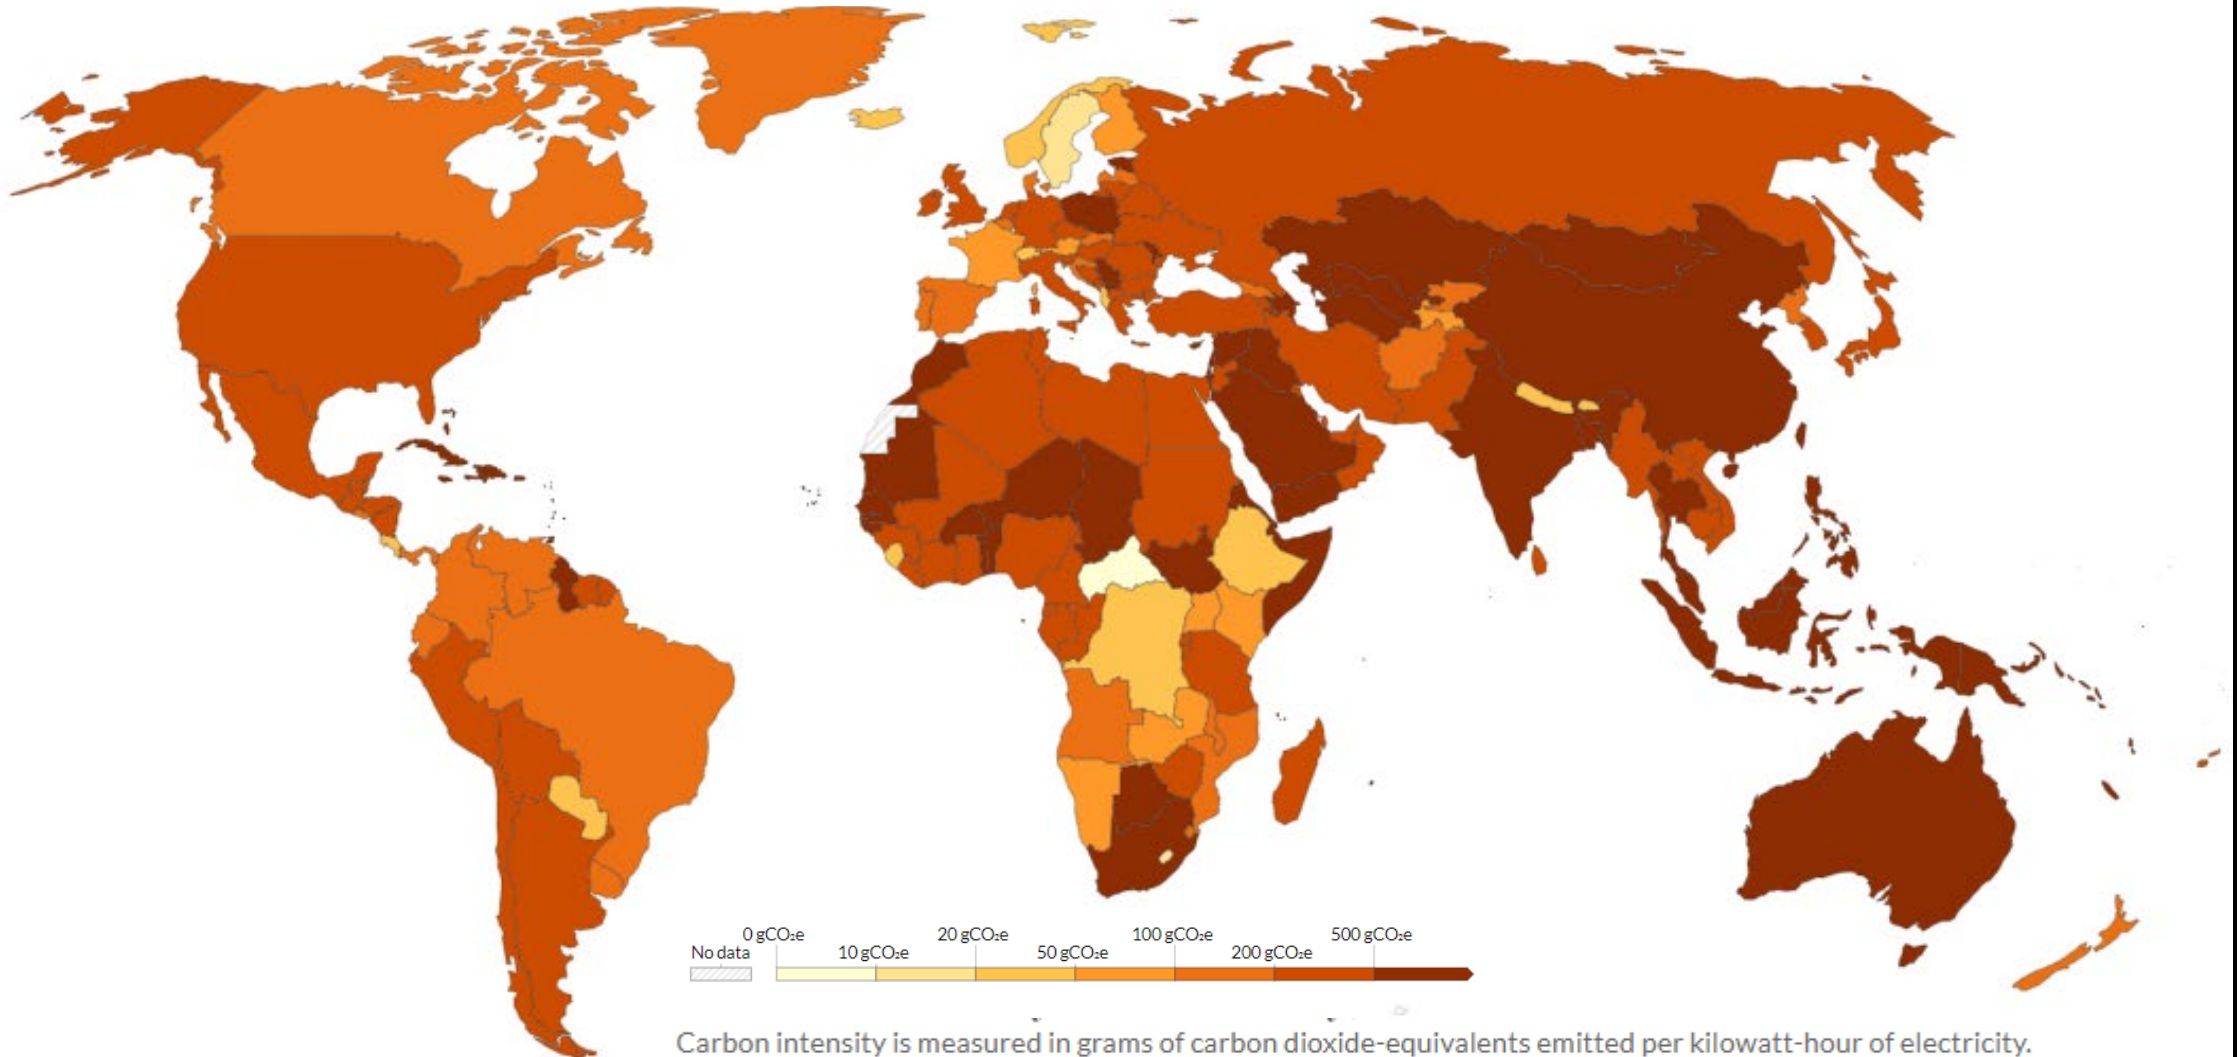 0 gCO₂e 20 gCO₂e 100 gCO₂e 500 gCO₂e
No data 10 gCO₂e 50 gCO₂e 200 gCO₂e
Carbon intensity is measured in grams of carbon dioxide-equivalents emitted per kilowatt-hour of electricity.